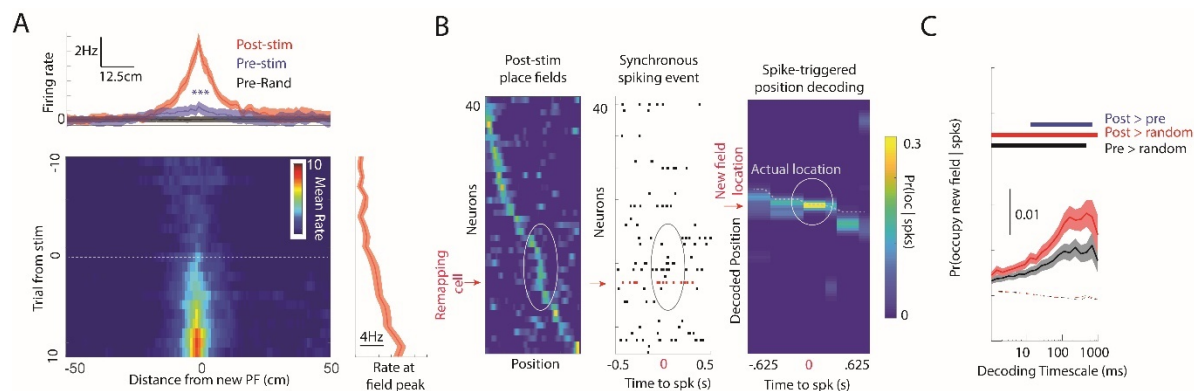 A
Firing rate
2Hz
12.5cm
0
Post-stim
Pre-stim
Pre-Rand
***
Trial from stim
-10
0
10
10
Mean Rate
-50
0
50
Distance from new PF (cm)
4Hz
Rate at
field peak
B
Post-stim
place fields
40
Neurons
Remapping
cell
Position
Synchronous
spiking event
40
Neurons
-0.5
0
0.5
Time to spk (s)
Spike-triggered
position decoding
New field
location
Actual location
Decoded Position
-.625
0
.625
Time to spk (s)
0.3
Pr(loc | spks)
0
C
Pr(occupy new field | spks)
Post > pre
Post > random
Pre > random
0.01
10
100
1000
Decoding Timescale (ms)